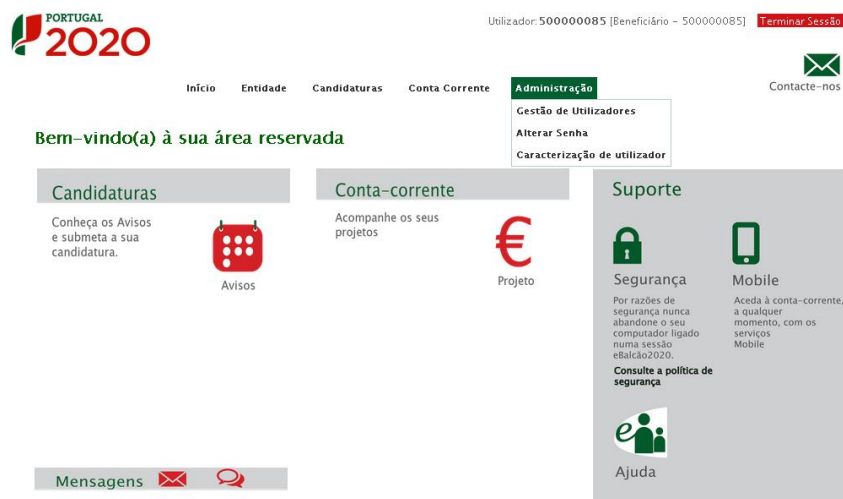 PORTUGAL
2020
Utilizador: 500000085 [Beneficiário - 500000085] Terminar Sessão
Contacte-nos
Início Entidade Candidaturas Conta Corrente Administração
Gestão de Utilizadores
Alterar Senha
Caracterização de utilizador
Bem-vindo(a) à sua área reservada
Candidaturas
Conheça os Avisos
e submeta a sua
candidatura.
Avisos
Conta-corrente
Acompanhe os seus
projetos
€
Projeto
Suporte
Segurança
Por razões de
segurança nunca
abandone o seu
computador ligado
numa sessão
eBalcão2020.
Consulte a política de
segurança
Mobile
Aceda à conta-corrente,
a qualquer
momento, com os
serviços
Mobile
e
Ajuda
Mensagens